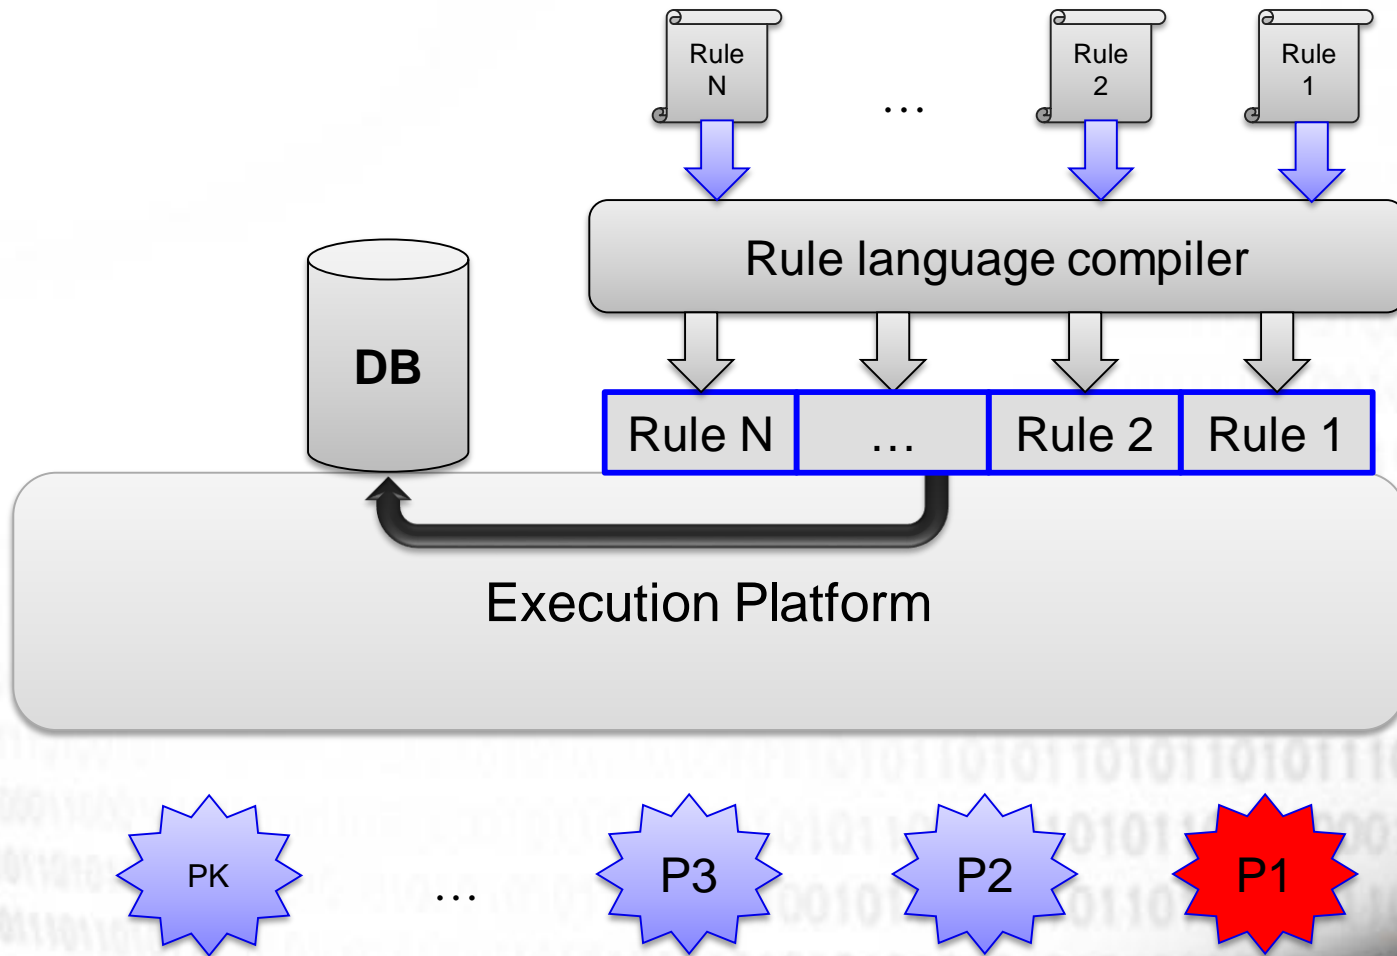 Rule
N
…
Rule
2
Rule
1
Rule language compiler
DB
Rule N
…
Rule 2
Rule 1
Execution Platform
PK
…
P3
P2
P1